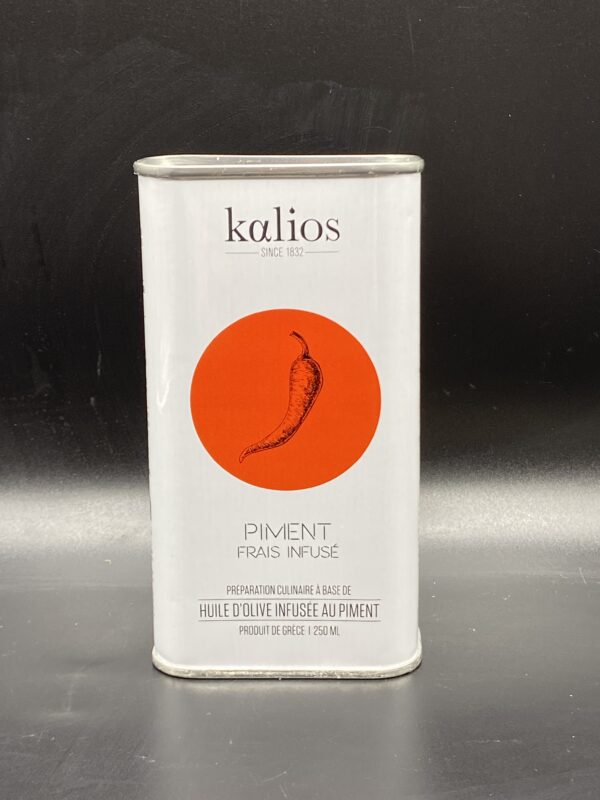 kalios
SINCE 1832
PIMENT
FRAIS INFUSÉ
PRÉPARATION CULINAIRE À BASE DE
HUILE D'OLIVE INFUSÉE AU PIMENT
PRODUIT DE GRÈCE | 250 ML